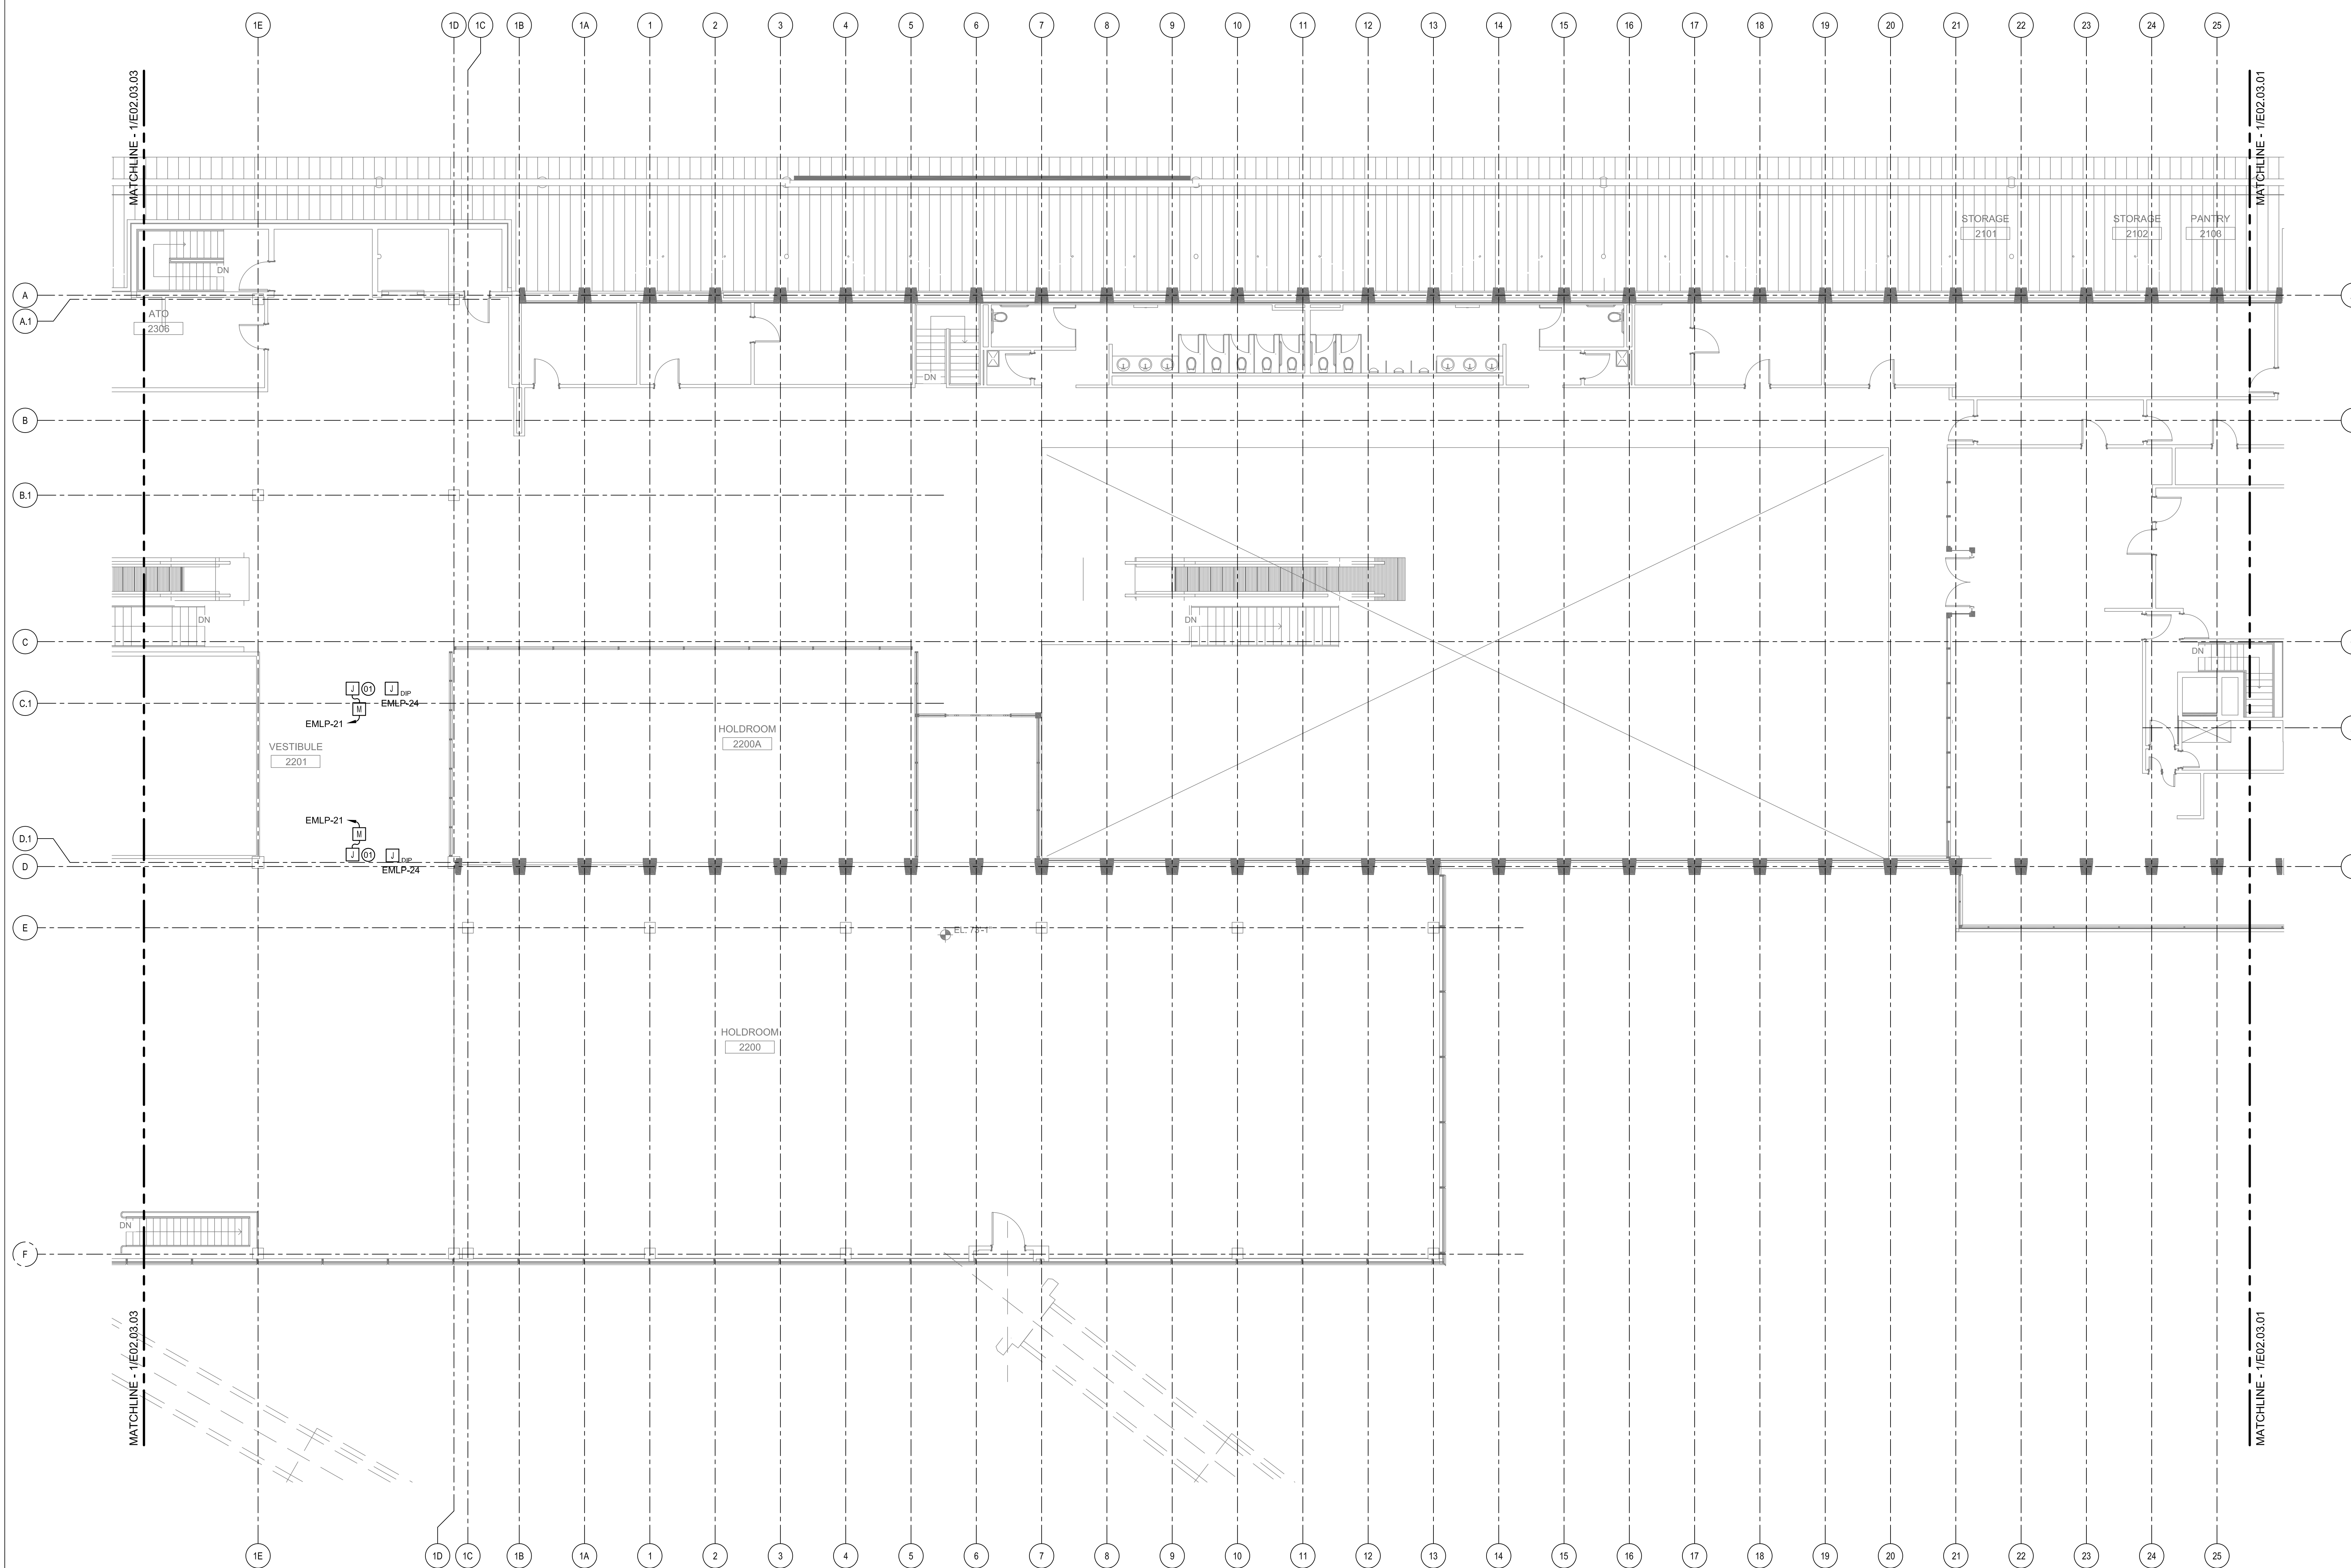 1E 1D 1C 1B 1A 1 2 3 4 5 6 7 8 9 10 11 12 13 14 15 16 17 18 19 20 21 22 23 24 25
MATCHLINE - 1/E02.03.03
MATCHLINE - 1/E02.03.01
STORAGE
2101
STORAGE
2102
PANTRY
2103
DN
A
A.1
ATO
2306
DN
B
B.1
DN
DN
C
DN
J 01 J DIP
EMLP-24
C.1
M
EMLP-21
HOLDROOM
2200A
VESTIBULE
2201
EMLP-21
M
D.1
J 01 J DIP
EMLP-24
D
E
EL. 73'-1"
HOLDROOM
2200
DN
F
MATCHLINE - 1/E02.03.03
MATCHLINE - 1/E02.03.01
1E 1D 1C 1B 1A 1 2 3 4 5 6 7 8 9 10 11 12 13 14 15 16 17 18 19 20 21 22 23 24 25